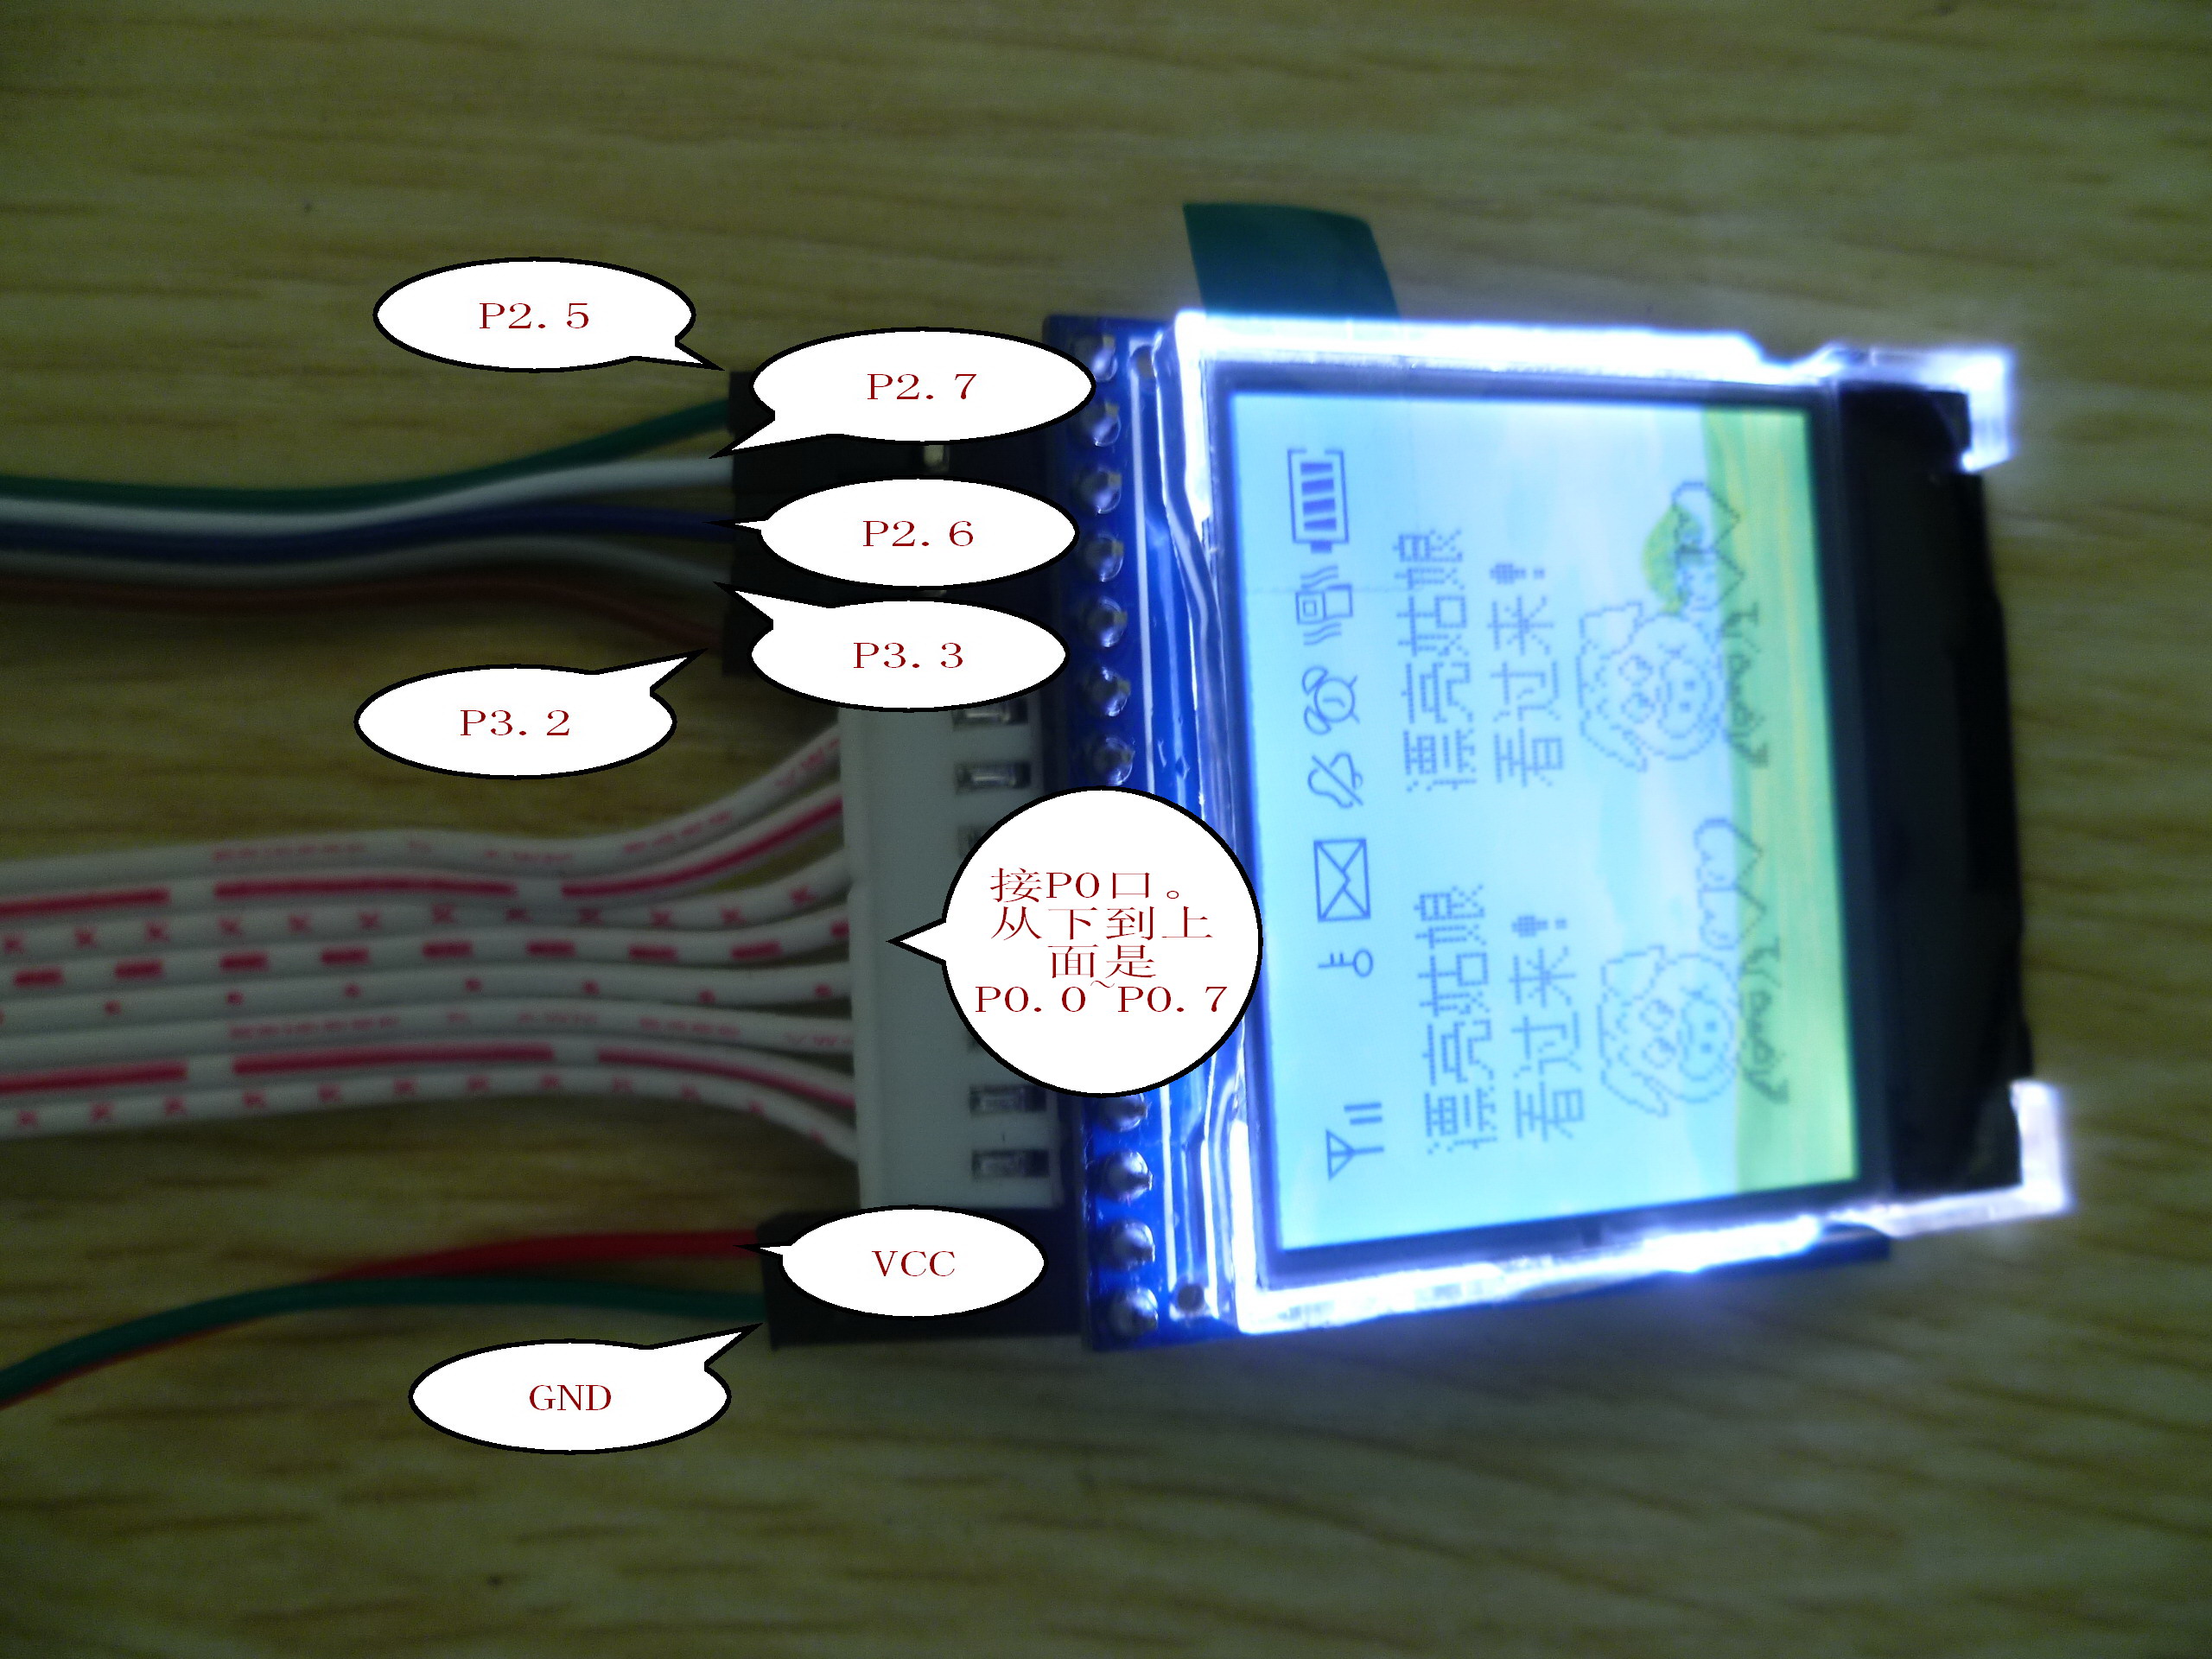 P2.5
P2.7
P2.6
P3.3
P3.2
接P0口。
从下到上
面是
P0.0~P0.7
VCC
GND
漂亮姑娘 漂亮姑娘
看过来! 看过来!